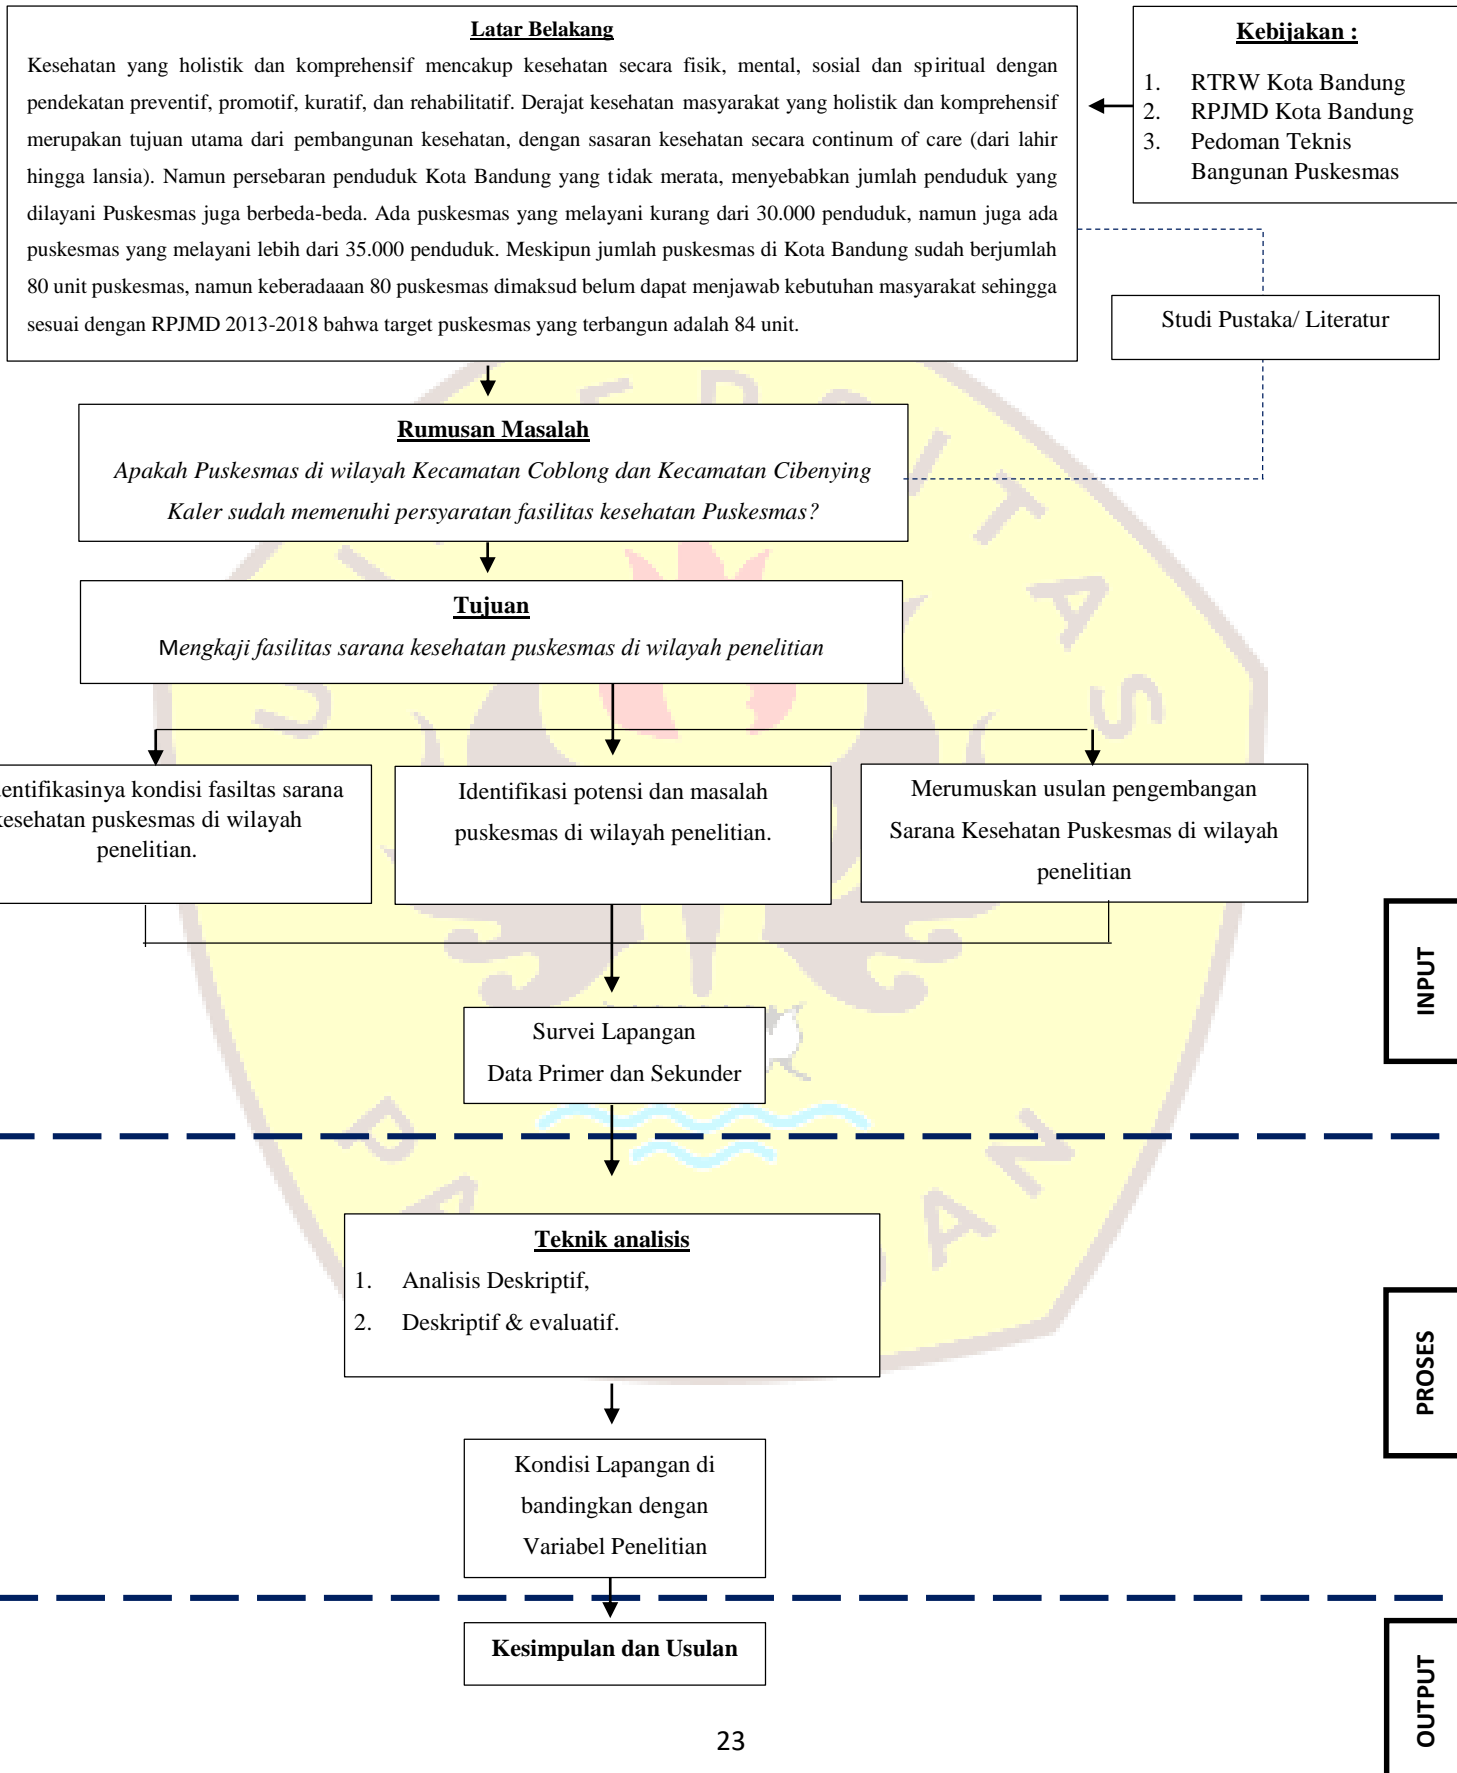 Latar Belakang
Kesehatan yang holistik dan komprehensif mencakup kesehatan secara fisik, mental, sosial dan spiritual dengan
pendekatan preventif, promotif, kuratif, dan rehabilitatif. Derajat kesehatan masyarakat yang holistik dan komprehensif
merupakan tujuan utama dari pembangunan kesehatan, dengan sasaran kesehatan secara continum of care (dari lahir
hingga lansia). Namun persebaran penduduk Kota Bandung yang tidak merata, menyebabkan jumlah penduduk yang
dilayani Puskesmas juga berbeda-beda. Ada puskesmas yang melayani kurang dari 30.000 penduduk, namun juga ada
puskesmas yang melayani lebih dari 35.000 penduduk. Meskipun jumlah puskesmas di Kota Bandung sudah berjumlah
80 unit puskesmas, namun keberadaaan 80 puskesmas dimaksud belum dapat menjawab kebutuhan masyarakat sehingga
sesuai dengan RPJMD 2013-2018 bahwa target puskesmas yang terbangun adalah 84 unit.
Kebijakan :
1. RTRW Kota Bandung
2. RPJMD Kota Bandung
3. Pedoman Teknis
Bangunan Puskesmas
Studi Pustaka/ Literatur
Rumusan Masalah
Apakah Puskesmas di wilayah Kecamatan Coblong dan Kecamatan Cibenying
Kaler sudah memenuhi persyaratan fasilitas kesehatan Puskesmas?
Tujuan
Mengkaji fasilitas sarana kesehatan puskesmas di wilayah penelitian
entifikasinya kondisi fasiltas sarana
esehatan puskesmas di wilayah
penelitian.
Identifikasi potensi dan masalah
puskesmas di wilayah penelitian.
Merumuskan usulan pengembangan
Sarana Kesehatan Puskesmas di wilayah
penelitian
INPUT
Survei Lapangan
Data Primer dan Sekunder
Teknik analisis
1. Analisis Deskriptif,
2. Deskriptif & evaluatif.
PROSES
Kondisi Lapangan di
bandingkan dengan
Variabel Penelitian
Kesimpulan dan Usulan
OUTPUT
23